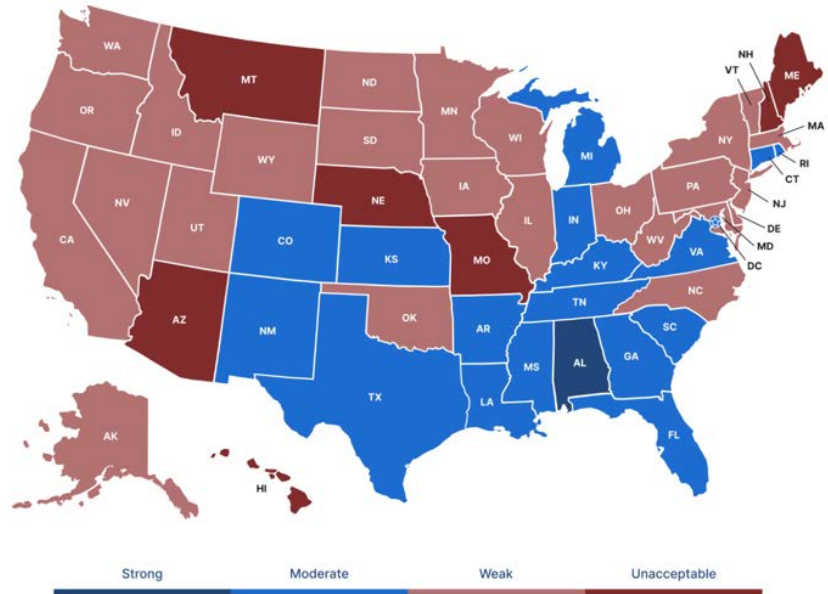 WA
MT
ND
MN
OR
ID
SD
WI
WY
MI
NY
VT
NH
ME
MA
RI
CT
NJ
DE
MD
DC
PA
IA
NE
NV
UT
CA
CO
KS
MO
IL
IN
OH
WV
VA
KY
NC
TN
SC
AZ
NM
OK
AR
TX
LA
MS
AL
GA
FL
AK
HI
Strong Moderate Weak Unacceptable